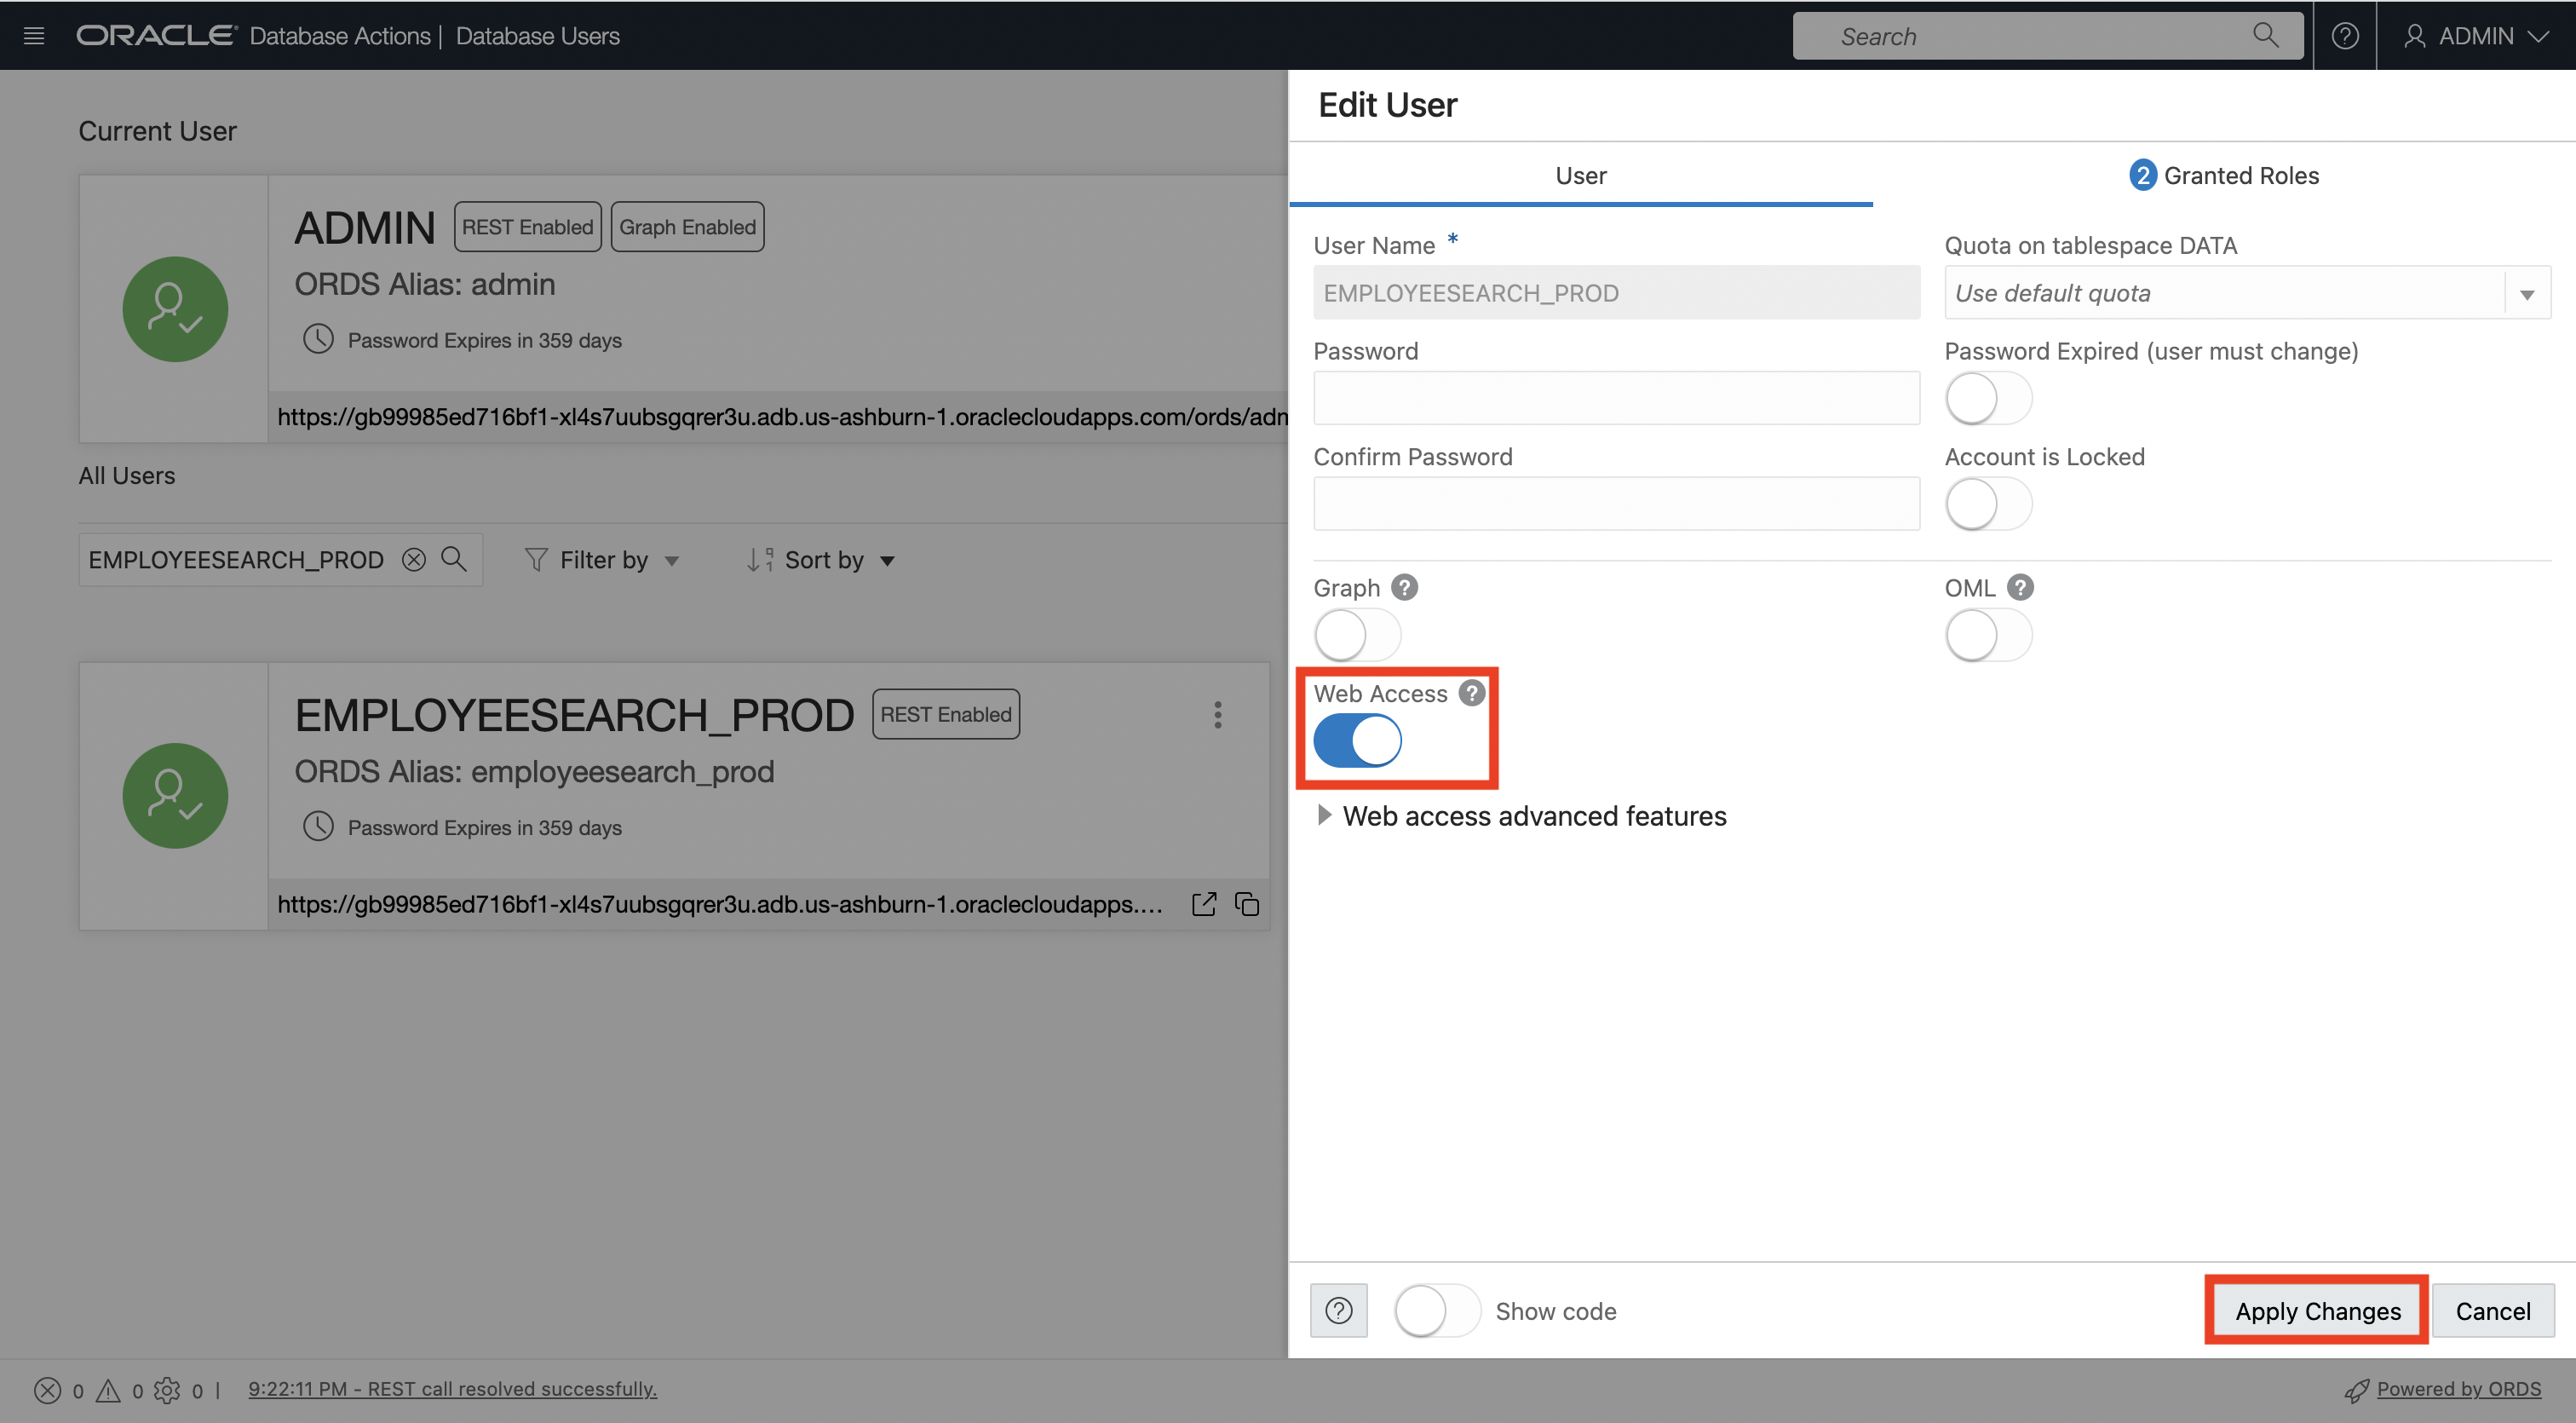 ORACLE Database Actions | Database Users
Search
ADMIN
Current User
ADMIN
REST Enabled
Graph Enabled
ORDS Alias: admin
Password Expires in 359 days
https://gb99985ed716bf1-xl4s7uubsgqrer3u.adb.us-ashburn-1.oraclecloudapps.com/ords/adm
All Users
EMPLOYEESEARCH_PROD
Filter by
Sort by
EMPLOYEESEARCH_PROD
REST Enabled
ORDS Alias: employeesearch_prod
Password Expires in 359 days
https://gb99985ed716bf1-xl4s7uubsgqrer3u.adb.us-ashburn-1.oraclecloudapps....
Edit User
User
2 Granted Roles
User Name *
EMPLOYEESEARCH_PROD
Quota on tablespace DATA
Use default quota
Password
Password Expired (user must change)
Confirm Password
Account is Locked
Graph ?
OML ?
Web Access ?
Web access advanced features
? Show code
Apply Changes
Cancel
0 0 0 | 9:22:11 PM - REST call resolved successfully.
Powered by ORDS